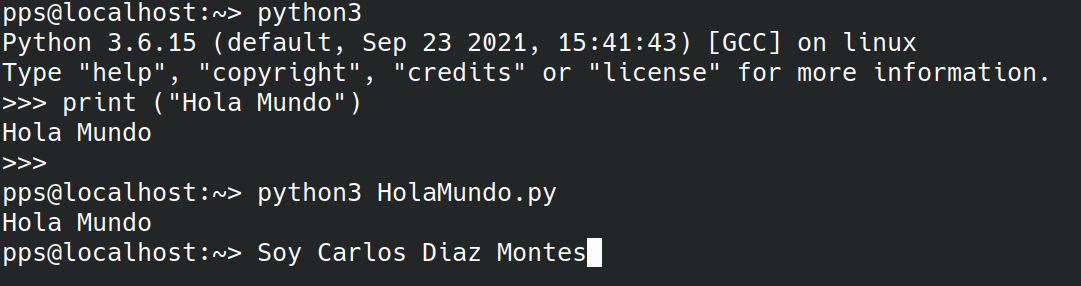 pps@localhost:~> python3
Python 3.6.15 (default, Sep 23 2021, 15:41:43) [GCC] on linux
Type "help", "copyright", "credits" or "license" for more information.
>>> print ("Hola Mundo")
Hola Mundo
>>>
pps@localhost:~> python3 HolaMundo.py
Hola Mundo
pps@localhost:~> Soy Carlos Diaz Montes